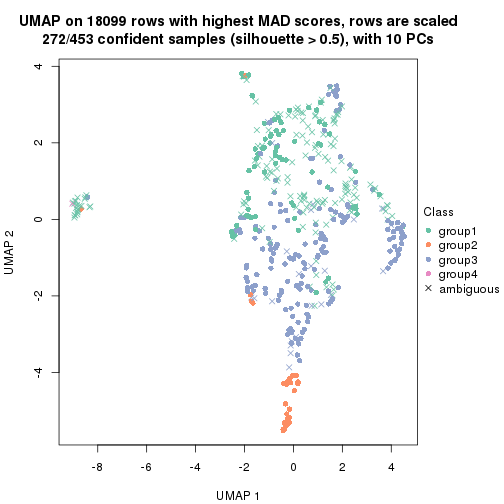 UMAP on 18099 rows with highest MAD scores, rows are scaled
272/453 confident samples (silhouette > 0.5), with 10 PCs
4
2
0
-2
-4
UMAP 2
-8
-6
-4
-2
0
2
4
UMAP 1
Class
group1
group2
group3
group4
ambiguous